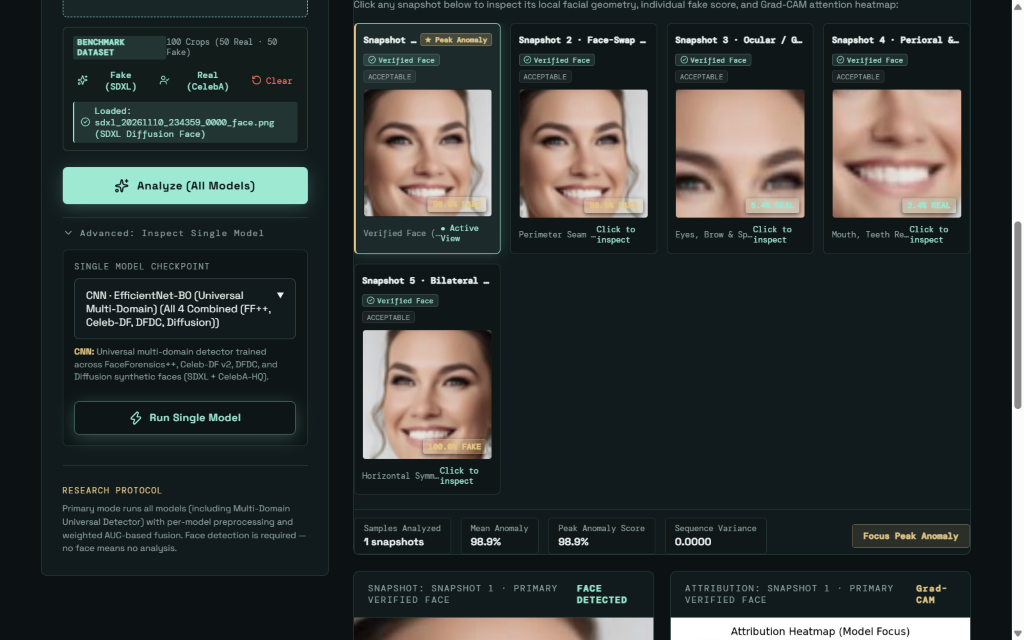 Click any snapshot below to inspect its local facial geometry, individual fake score, and Grad-CAM attention heatmap:
BENCHMARK
DATASET
100 Crops (50 Real · 50
Fake)
Fake
(SDXL)
Real
(CelebA)
Clear
Loaded:
sdxl_20261110_234359_0000_face.png
(SDXL Diffusion Face)
Analyze (All Models)
Advanced: Inspect Single Model
SINGLE MODEL CHECKPOINT
CNN · EfficientNet-B0 (Universal
Multi-Domain) (All 4 Combined (FF++,
Celeb-DF, DFDC, Diffusion))
CNN: Universal multi-domain detector trained
across FaceForensics++, Celeb-DF v2, DFDC, and
Diffusion synthetic faces (SDXL + CelebA-HQ).
Run Single Model
RESEARCH PROTOCOL
Primary mode runs all models (including Multi-Domain
Universal Detector) with per-model preprocessing and
weighted AUC-based fusion. Face detection is required —
no face means no analysis.
Snapshot …
★ Peak Anomaly
Verified Face
ACCEPTABLE
Verified Face (…
• Active
View
Snapshot 2 · Face-Swap …
Verified Face
ACCEPTABLE
Perimeter Seam …
Click to
inspect
Snapshot 3 · Ocular / G…
Verified Face
ACCEPTABLE
REAL
Eyes, Brow & Sp…
Click to
inspect
Snapshot 4 · Perioral &…
Verified Face
ACCEPTABLE
2.4% REAL
Mouth, Teeth Re…
Click to
inspect
Snapshot 5 · Bilateral …
Verified Face
ACCEPTABLE
100.0% FAKE
Horizontal Symm…
Click to
inspect
Samples Analyzed
1 snapshots
Mean Anomaly
98.9%
Peak Anomaly Score
98.9%
Sequence Variance
0.0000
Focus Peak Anomaly
SNAPSHOT: SNAPSHOT 1 · PRIMARY
VERIFIED FACE
FACE
DETECTED
ATTRIBUTION: SNAPSHOT 1 · PRIMARY
VERIFIED FACE
Grad-
CAM
Attribution Heatmap (Model Focus)